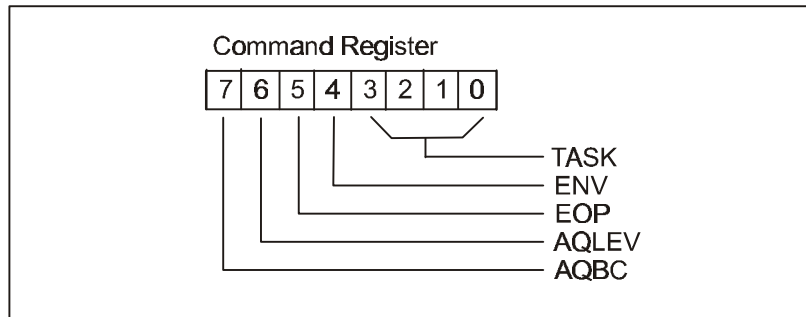 Command Register
7 6 5 4 3 2 1 0
TASK
ENV
EOP
AQLEV
AQBC